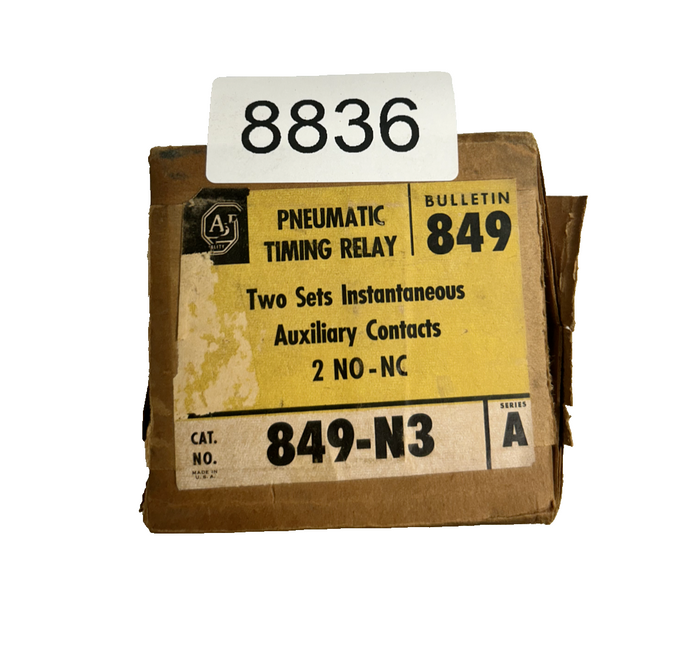 8836
AB
QUALITY
PNEUMATIC
TIMING RELAY
BULLETIN
849
Two Sets Instantaneous
Auxiliary Contacts
2 NO-NC
CAT.
NO.
849-N3
SERIES
A
MADE IN
U.S.A.